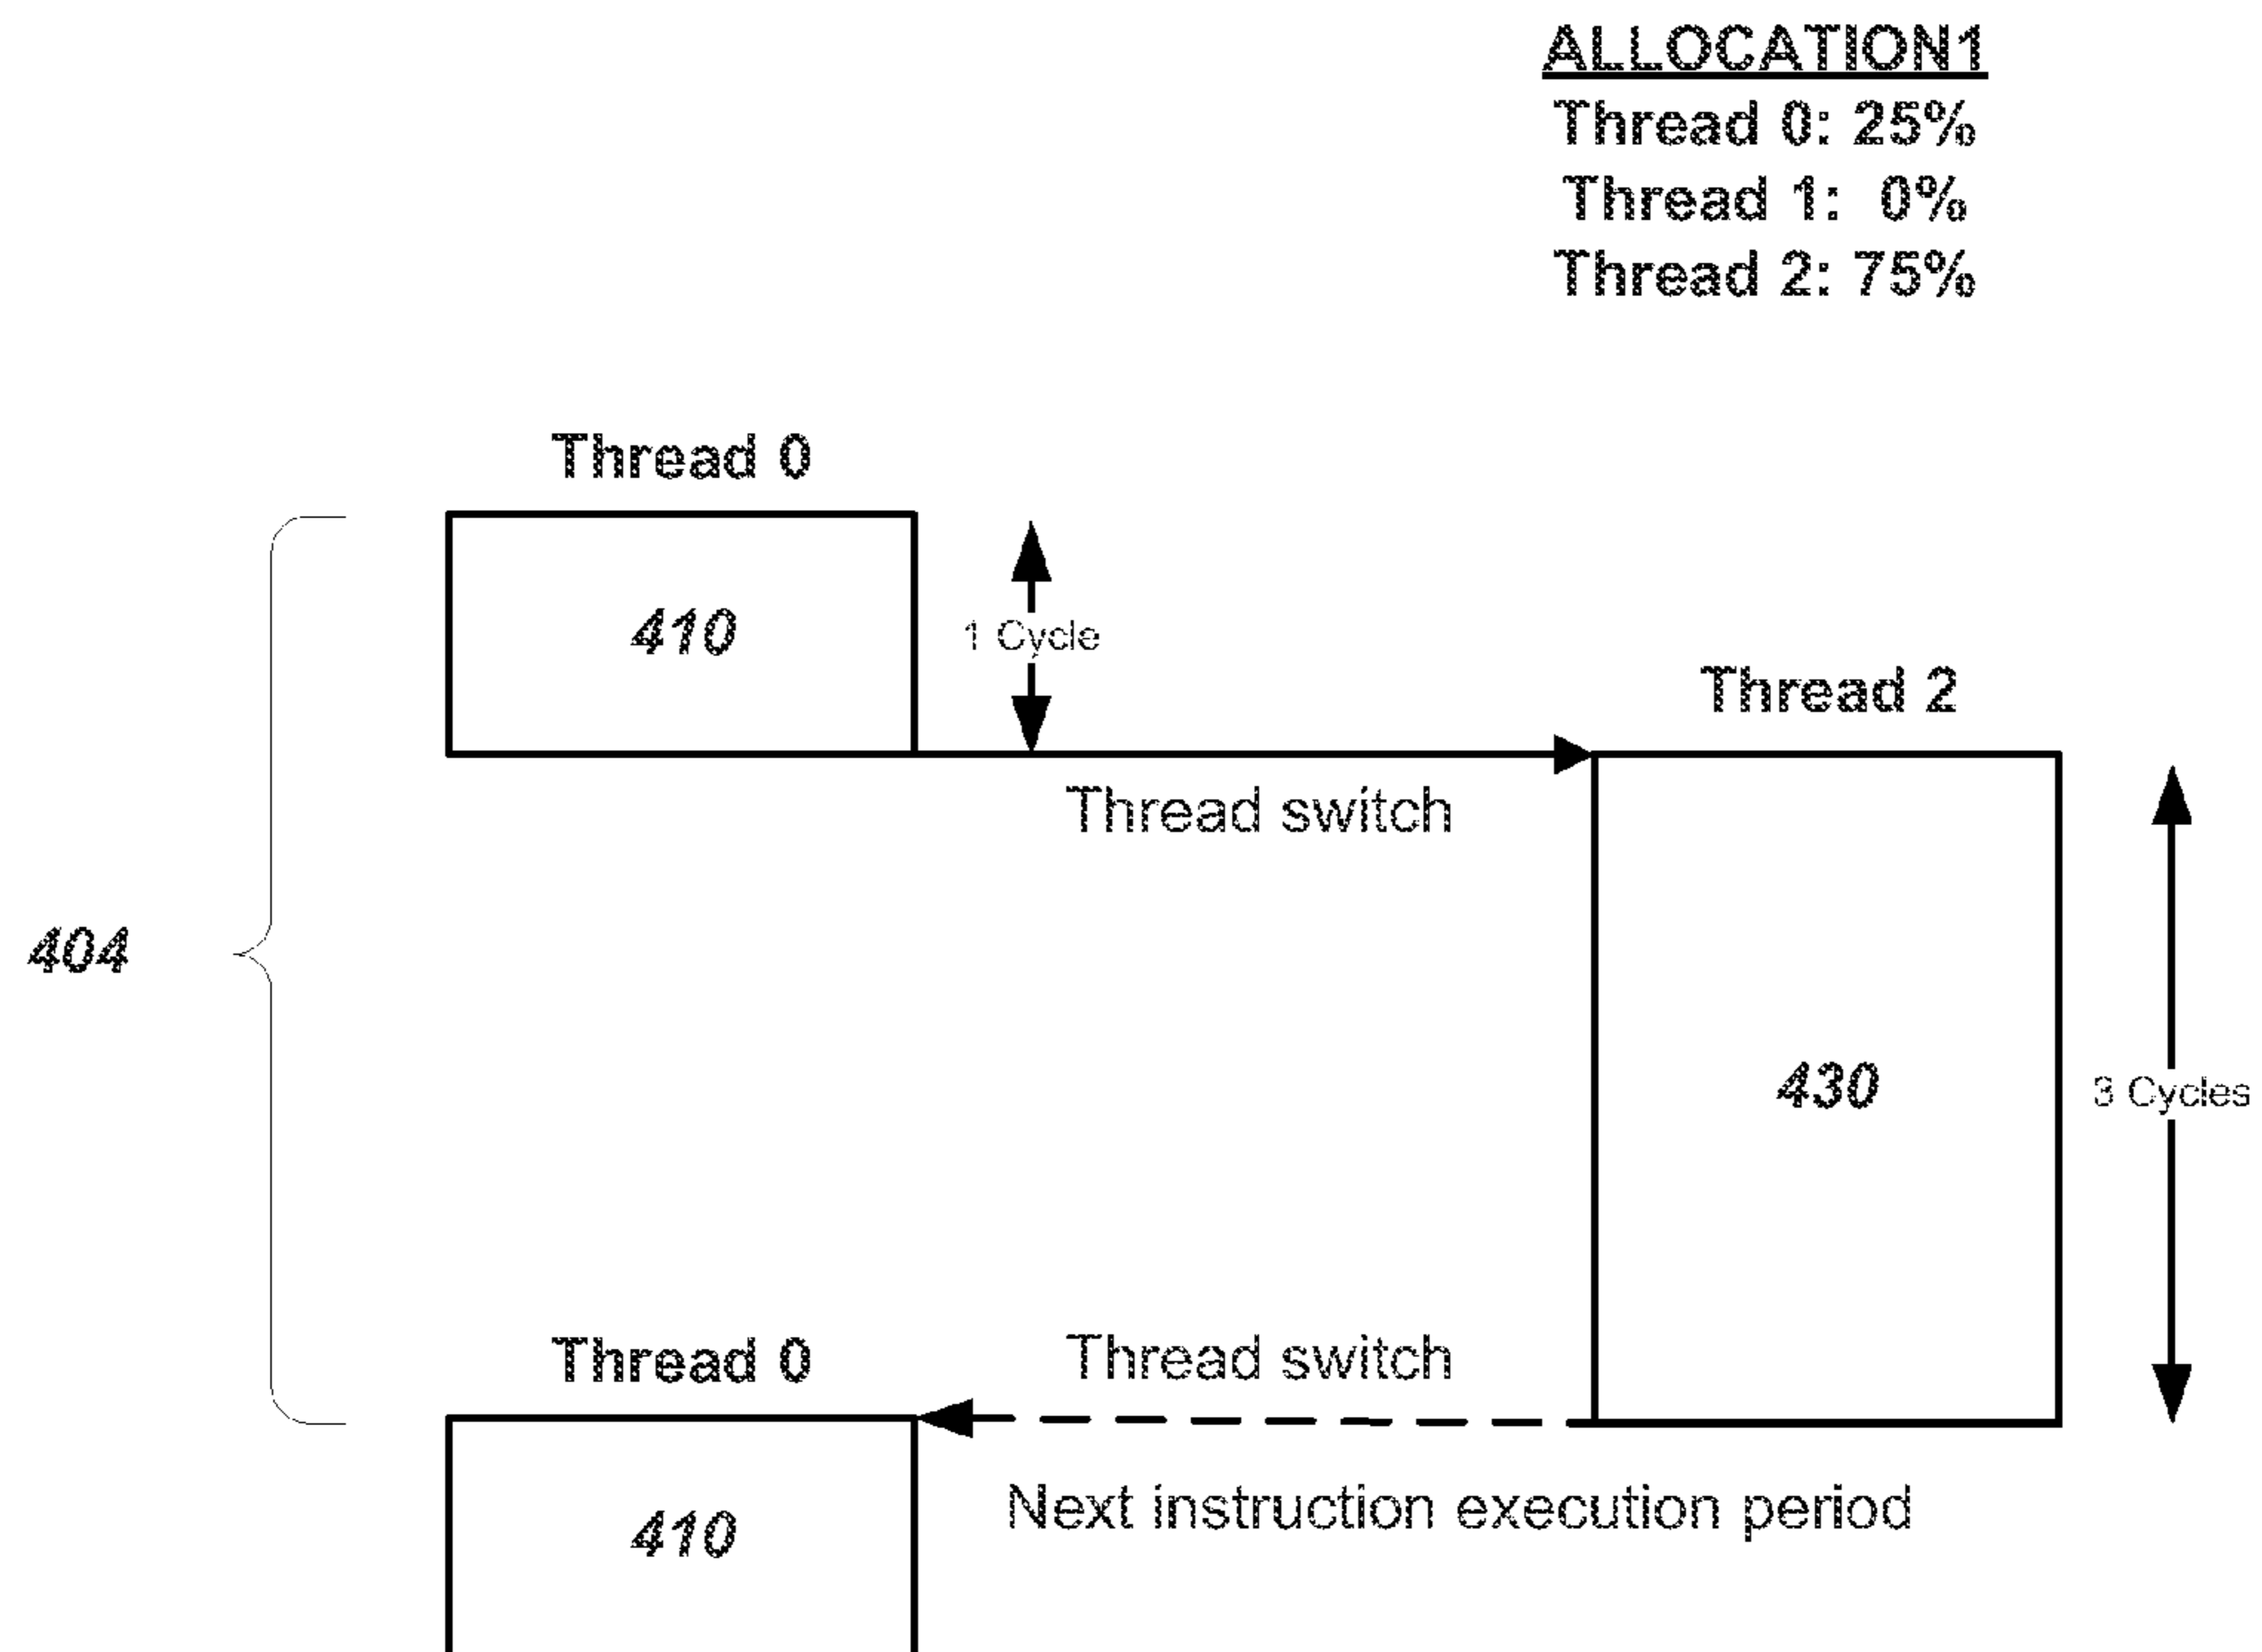 ALLOCATION1
Thread 0: 25%
Thread 1: 0%
Thread 2: 75%
Thread 0
410
1 Cycle
Thread 2
Thread switch
404
430
3 Cycles
Thread 0
Thread switch
410
Next instruction execution period